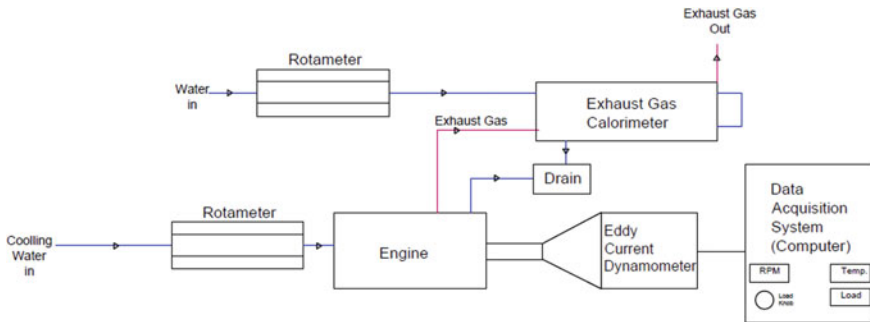 Exhaust Gas
Out
Rotameter
Water
in
Exhaust Gas
Calorimeter
Exhaust Gas
Drain
Rotameter
Coolling
Water
in
Engine
Eddy
Current
Dynamometer
Data
Acquisition
System
(Computer)
RPM
Temp.
Load
Knob
Load